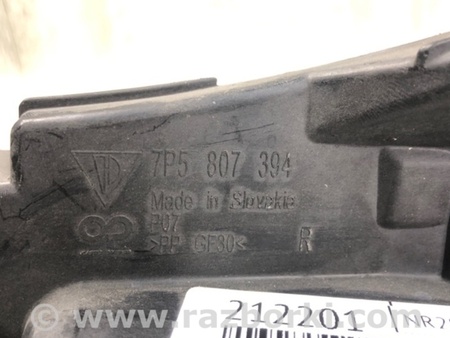 7P5 807 394
Made in Slovakia
P07
>PP GF30< R
212201
www.razborki.com